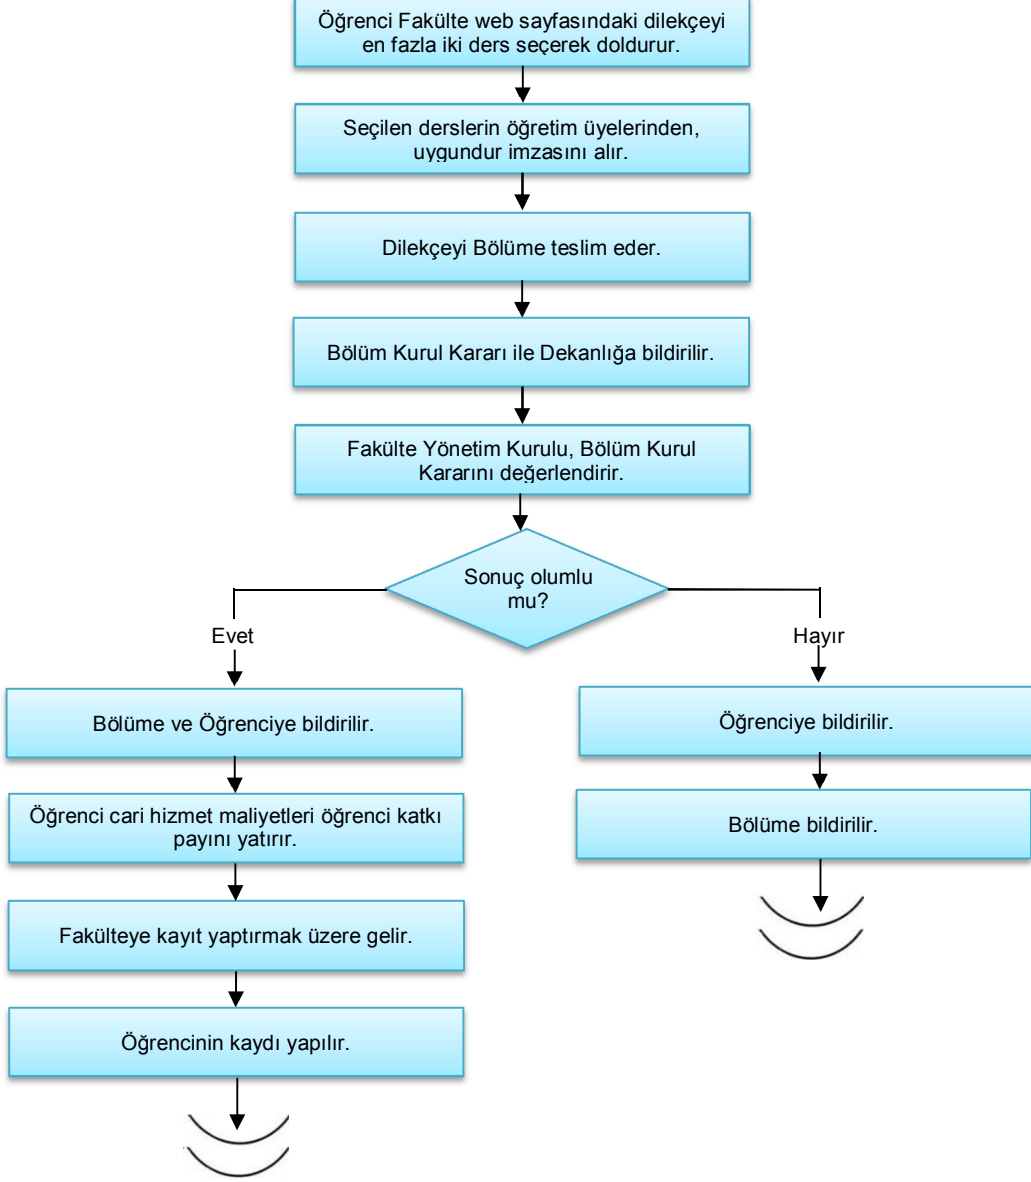 Öğrenci Fakülte web sayfasındaki dilekçeyi
en fazla iki ders seçerek doldurur.
Seçilen derslerin öğretim üyelerinden,
uygundur imzasını alır.
Dilekçeyi Bölüme teslim eder.
Bölüm Kurul Kararı ile Dekanlığa bildirilir.
Fakülte Yönetim Kurulu, Bölüm Kurul
Kararını değerlendirir.
Sonuç olumlu
mu?
Evet
Hayır
Bölüme ve Öğrenciye bildirilir.
Öğrenci cari hizmet maliyetleri öğrenci katkı
payını yatırır.
Fakülteye kayıt yaptırmak üzere gelir.
Öğrencinin kaydı yapılır.
Öğrenciye bildirilir.
Bölüme bildirilir.